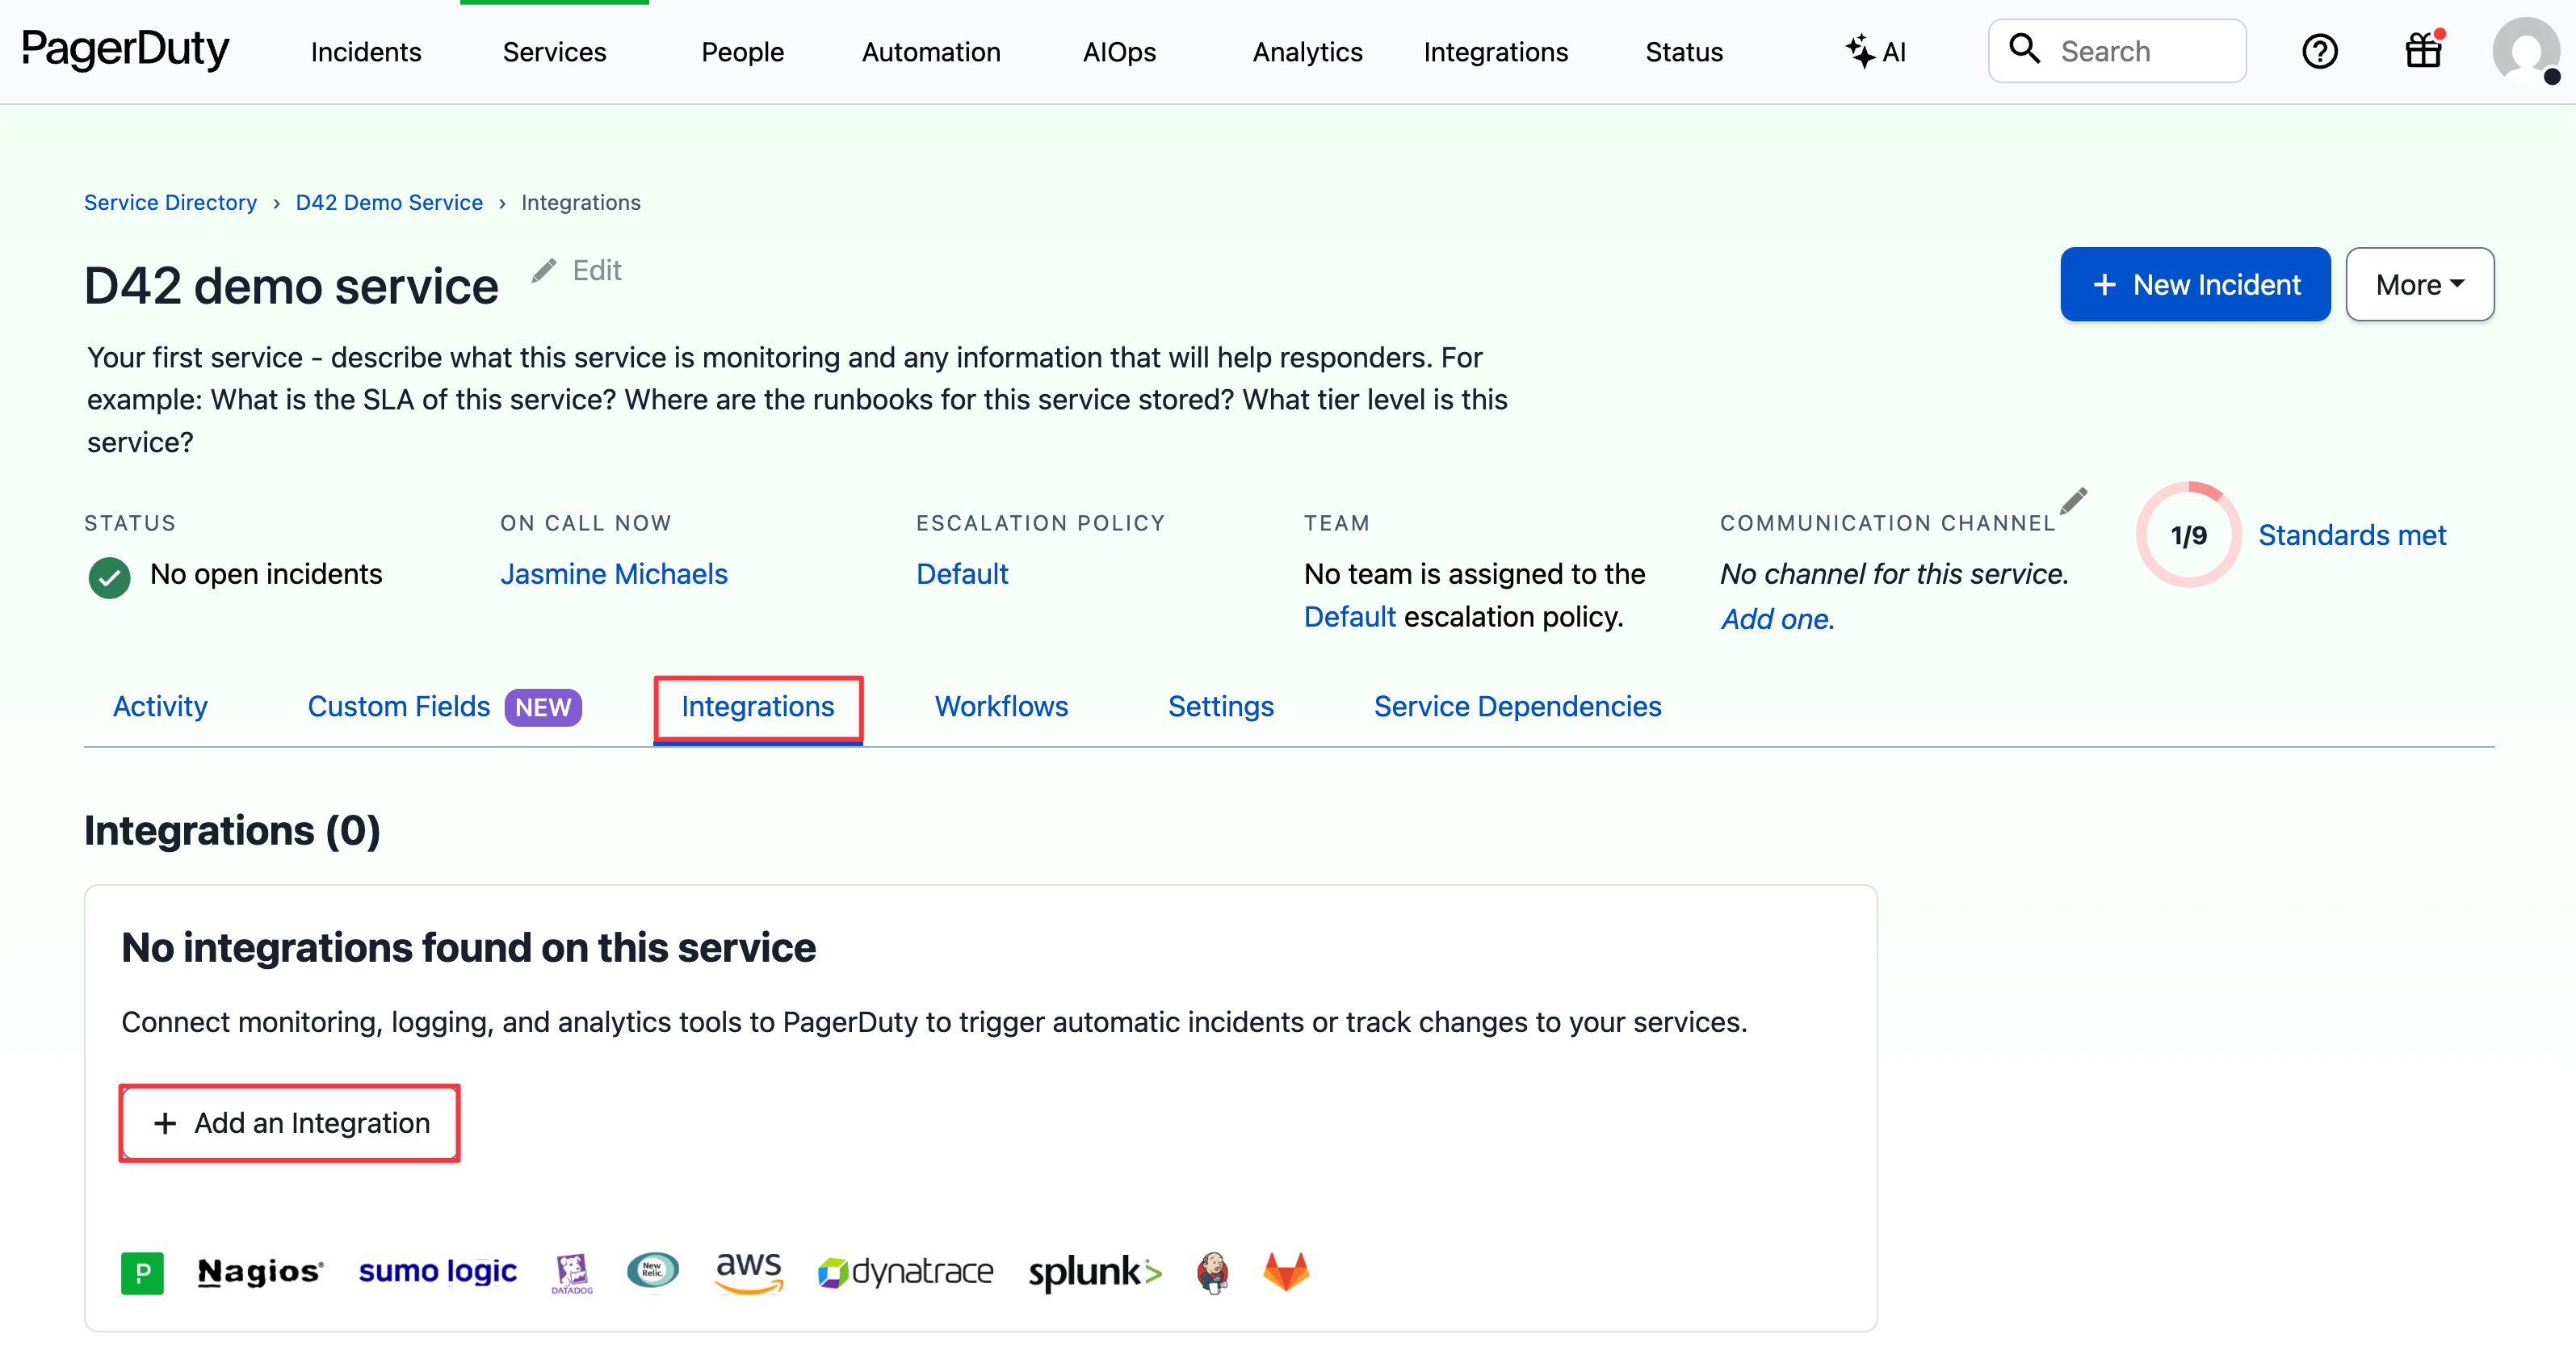 PagerDuty Incidents Services People Automation AIOps Analytics Integrations Status AI Search
Service Directory › D42 Demo Service › Integrations
D42 demo service Edit
+ New Incident More
Your first service - describe what this service is monitoring and any information that will help responders. For
example: What is the SLA of this service? Where are the runbooks for this service stored? What tier level is this
service?
STATUS ON CALL NOW ESCALATION POLICY TEAM COMMUNICATION CHANNEL
1/9 Standards met
No open incidents Jasmine Michaels Default No team is assigned to the No channel for this service.
Default escalation policy. Add one.
Activity Custom Fields NEW Integrations Workflows Settings Service Dependencies
Integrations (0)
No integrations found on this service
Connect monitoring, logging, and analytics tools to PagerDuty to trigger automatic incidents or track changes to your services.
+ Add an Integration
P Nagios® sumo logic DATADOG New Relic. aws dynatrace splunk>